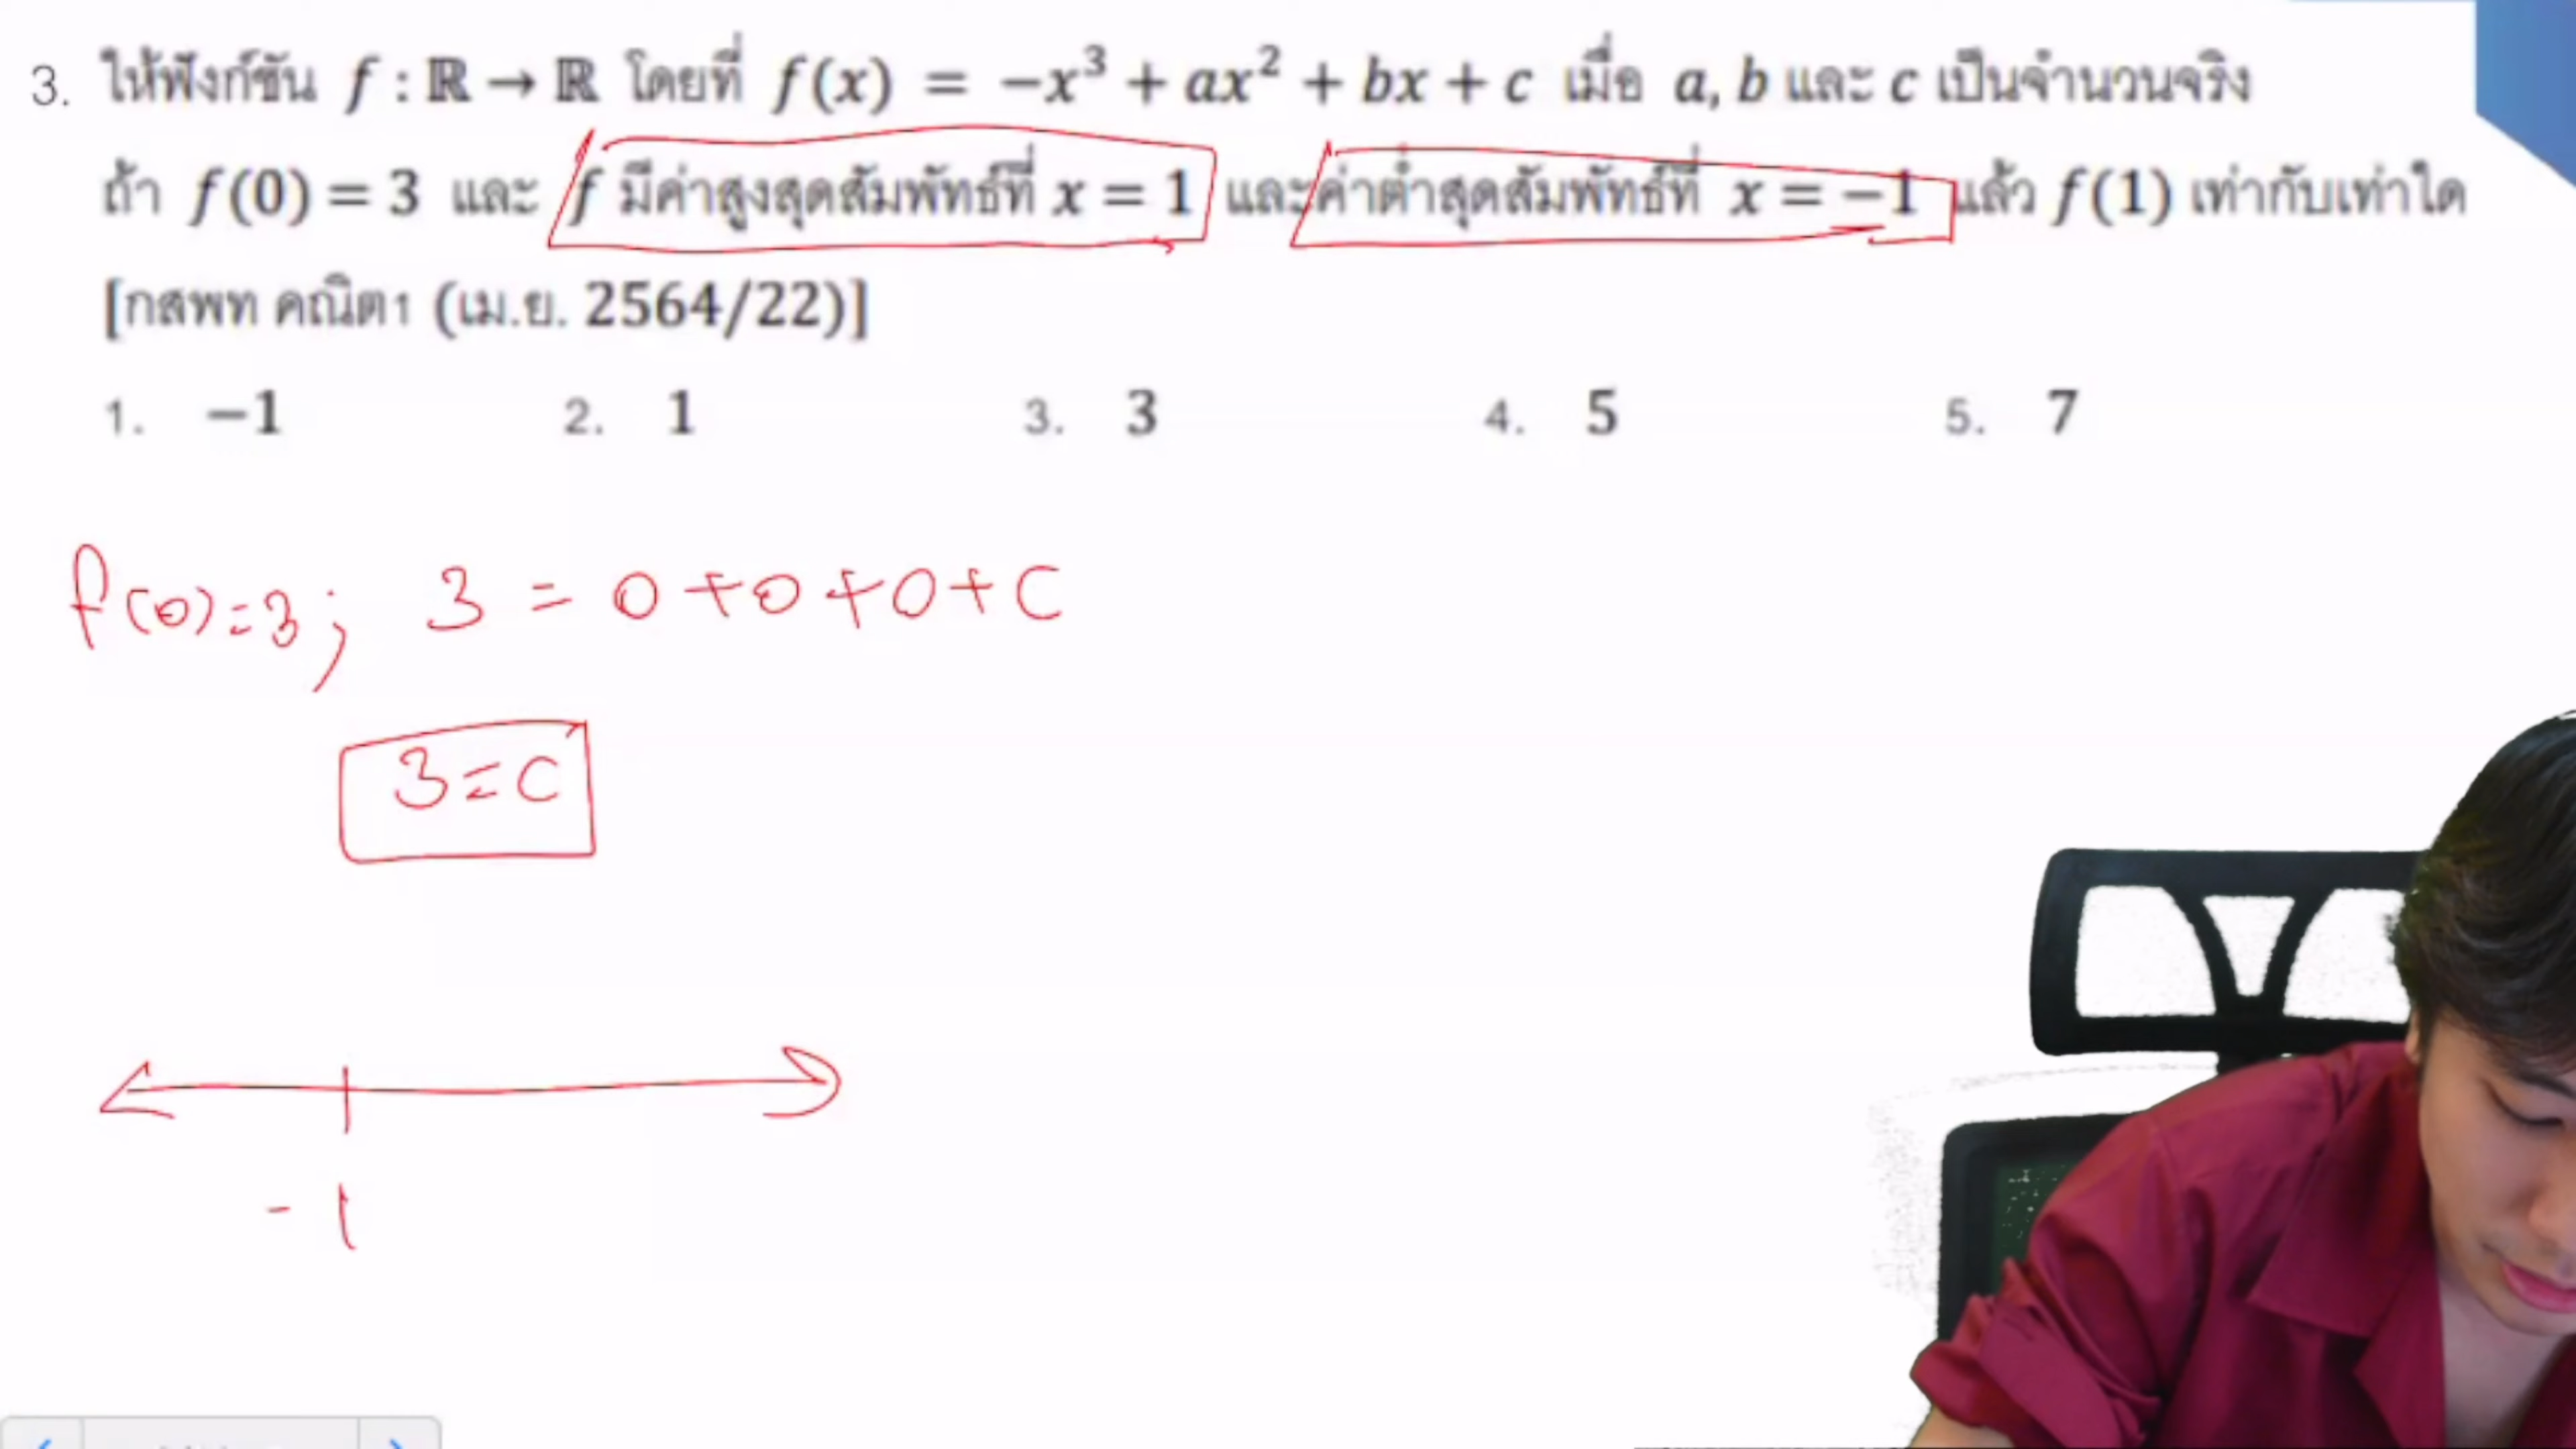 3. ให้ฟังก์ชัน f : ℝ → ℝ โดยที่ f(x) = −x³ + ax² + bx + c เมื่อ a, b และ c เป็นจำนวนจริง
ถ้า f(0) = 3 และ f มีค่าสูงสุดสัมพัทธ์ที่ x = 1 และค่าต่ำสุดสัมพัทธ์ที่ x = −1 แล้ว f(1) เท่ากับเท่าใด
[กสพท คณิต1 (เม.ย. 2564/22)]
1. −1 2. 1 3. 3 4. 5 5. 7
f(0)=3; 3 = 0+0+0+C
3=C
-1